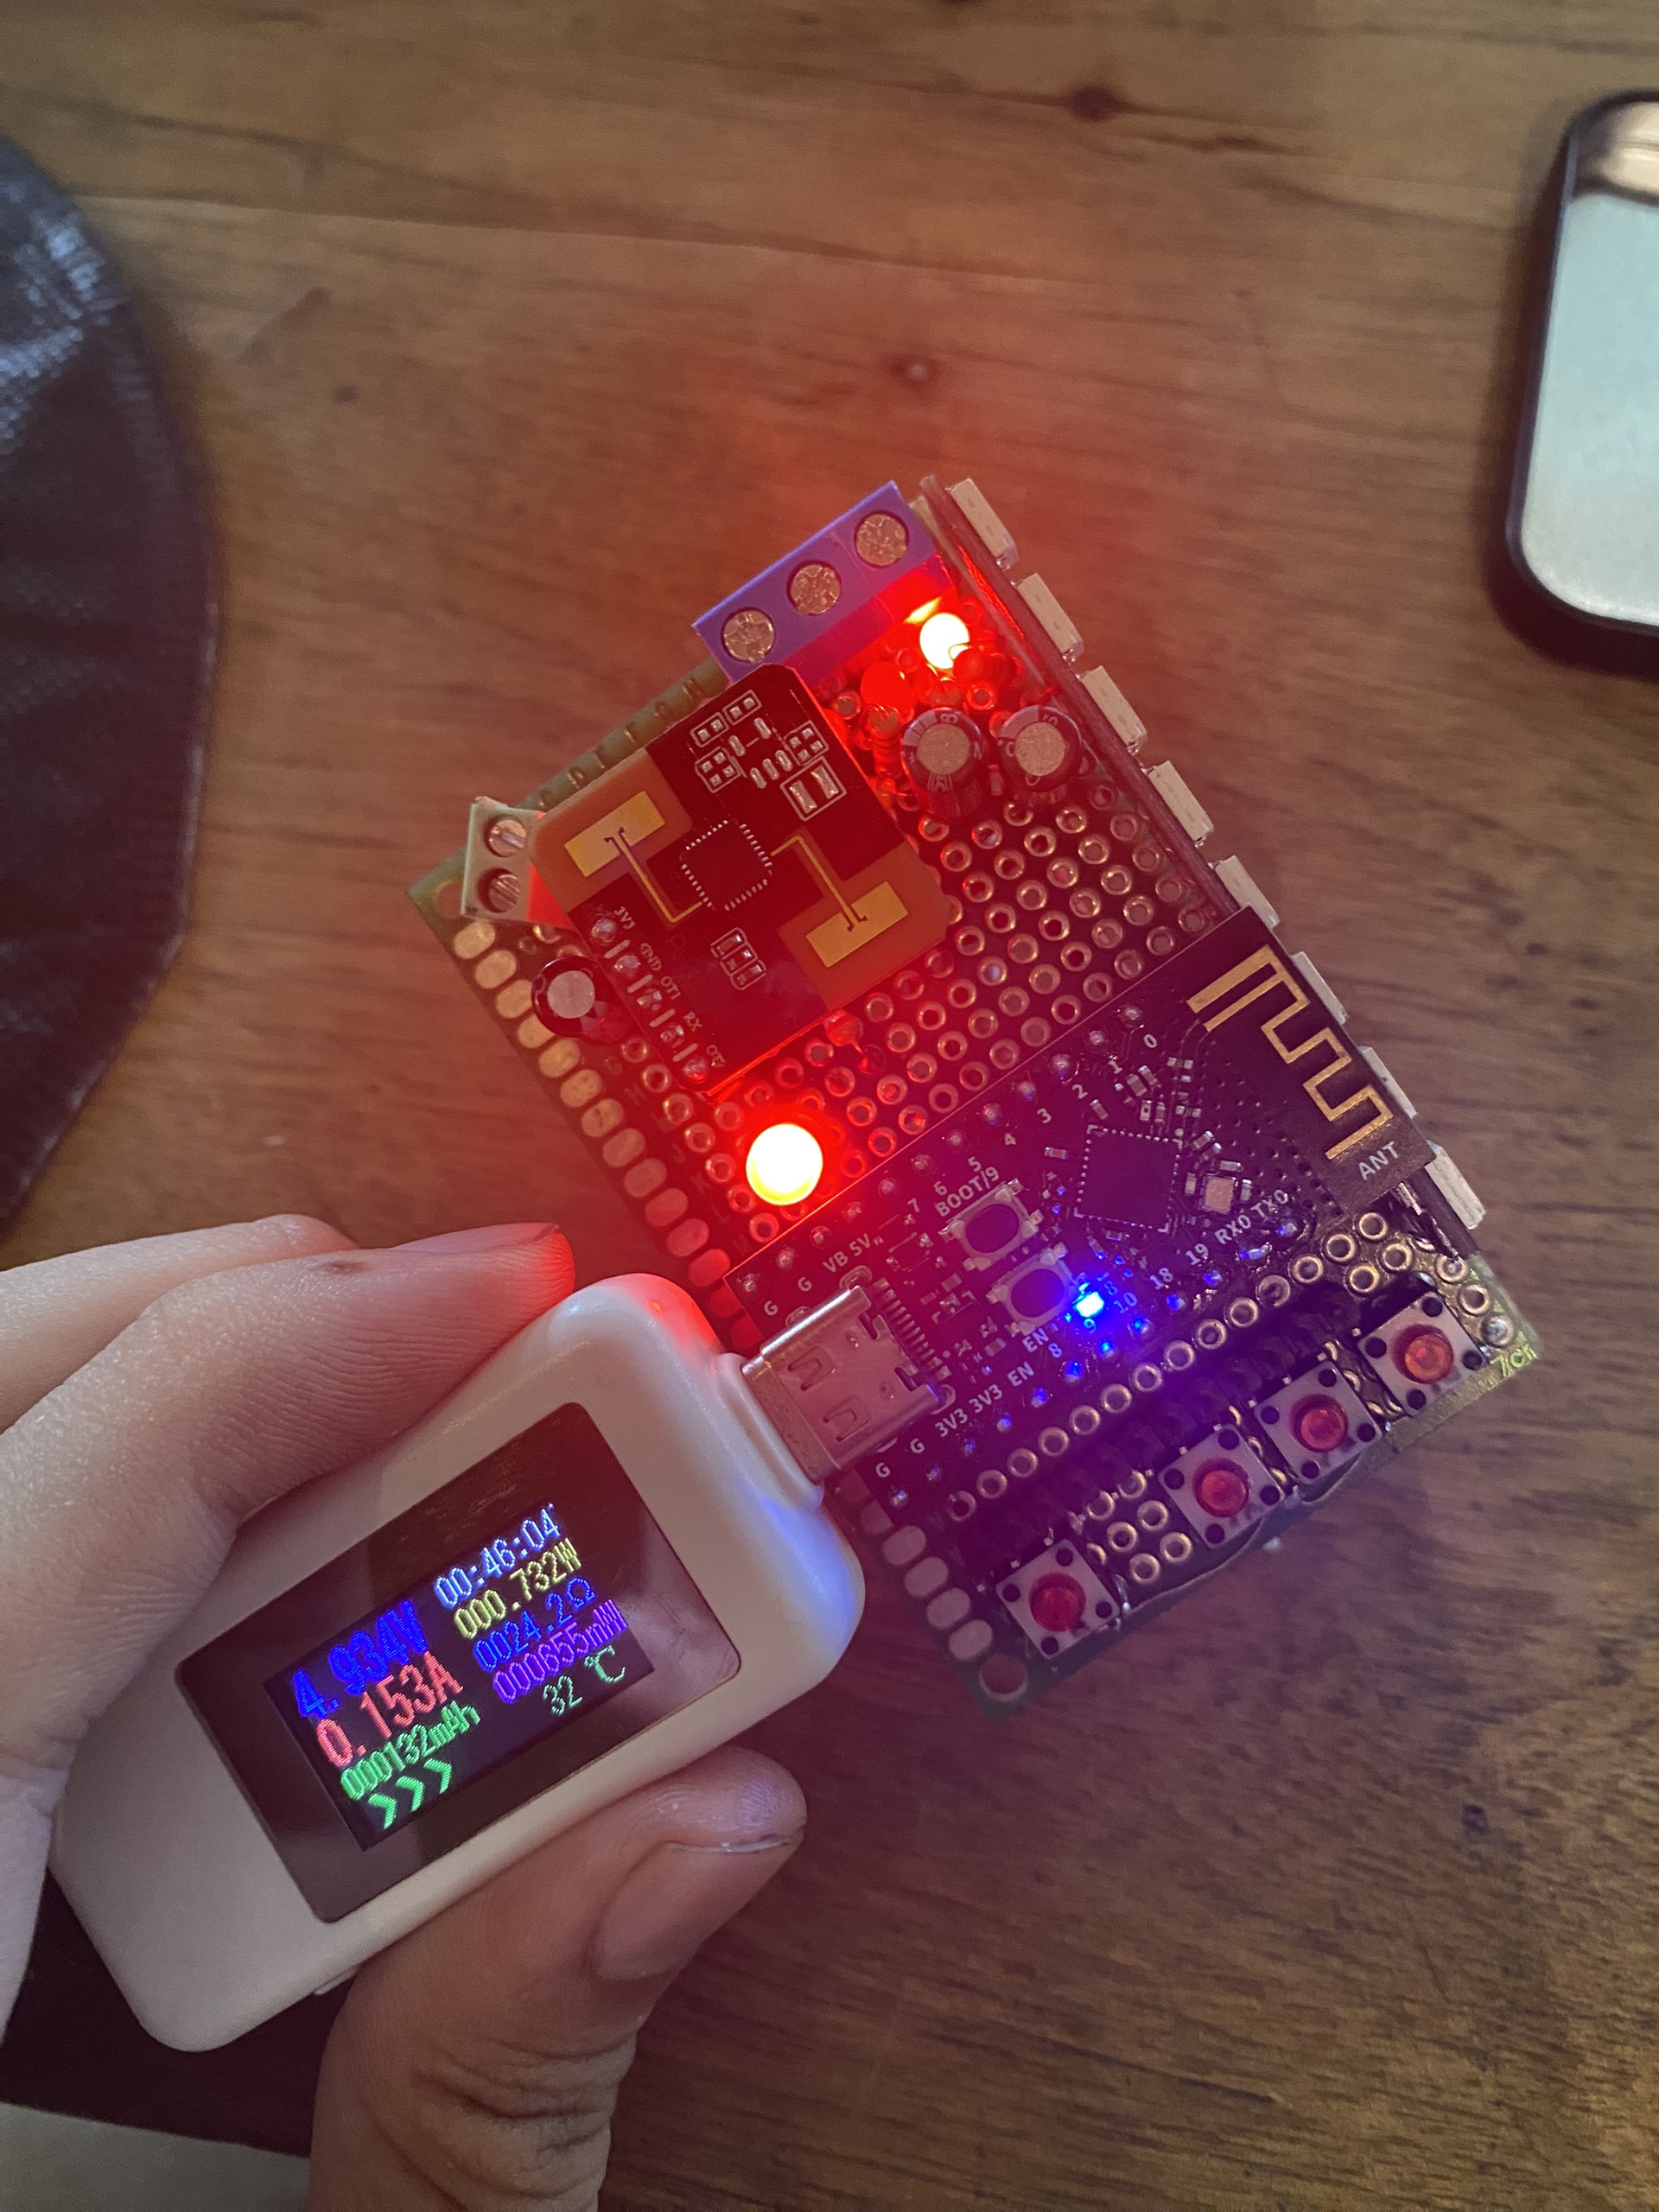 3V3
GND
OT1
RX
OT2
0
1
2
3
4
5
6
7
BOOT/9
5V
VB
G
G
ANT
TX0
RX0
19
18
10
9
8
EN
EN
3V3
3V3
G
G
00:46:04
000.732W
4.934V
0024.2Ω
0.153A
000655mWh
000132mAh
32 ℃